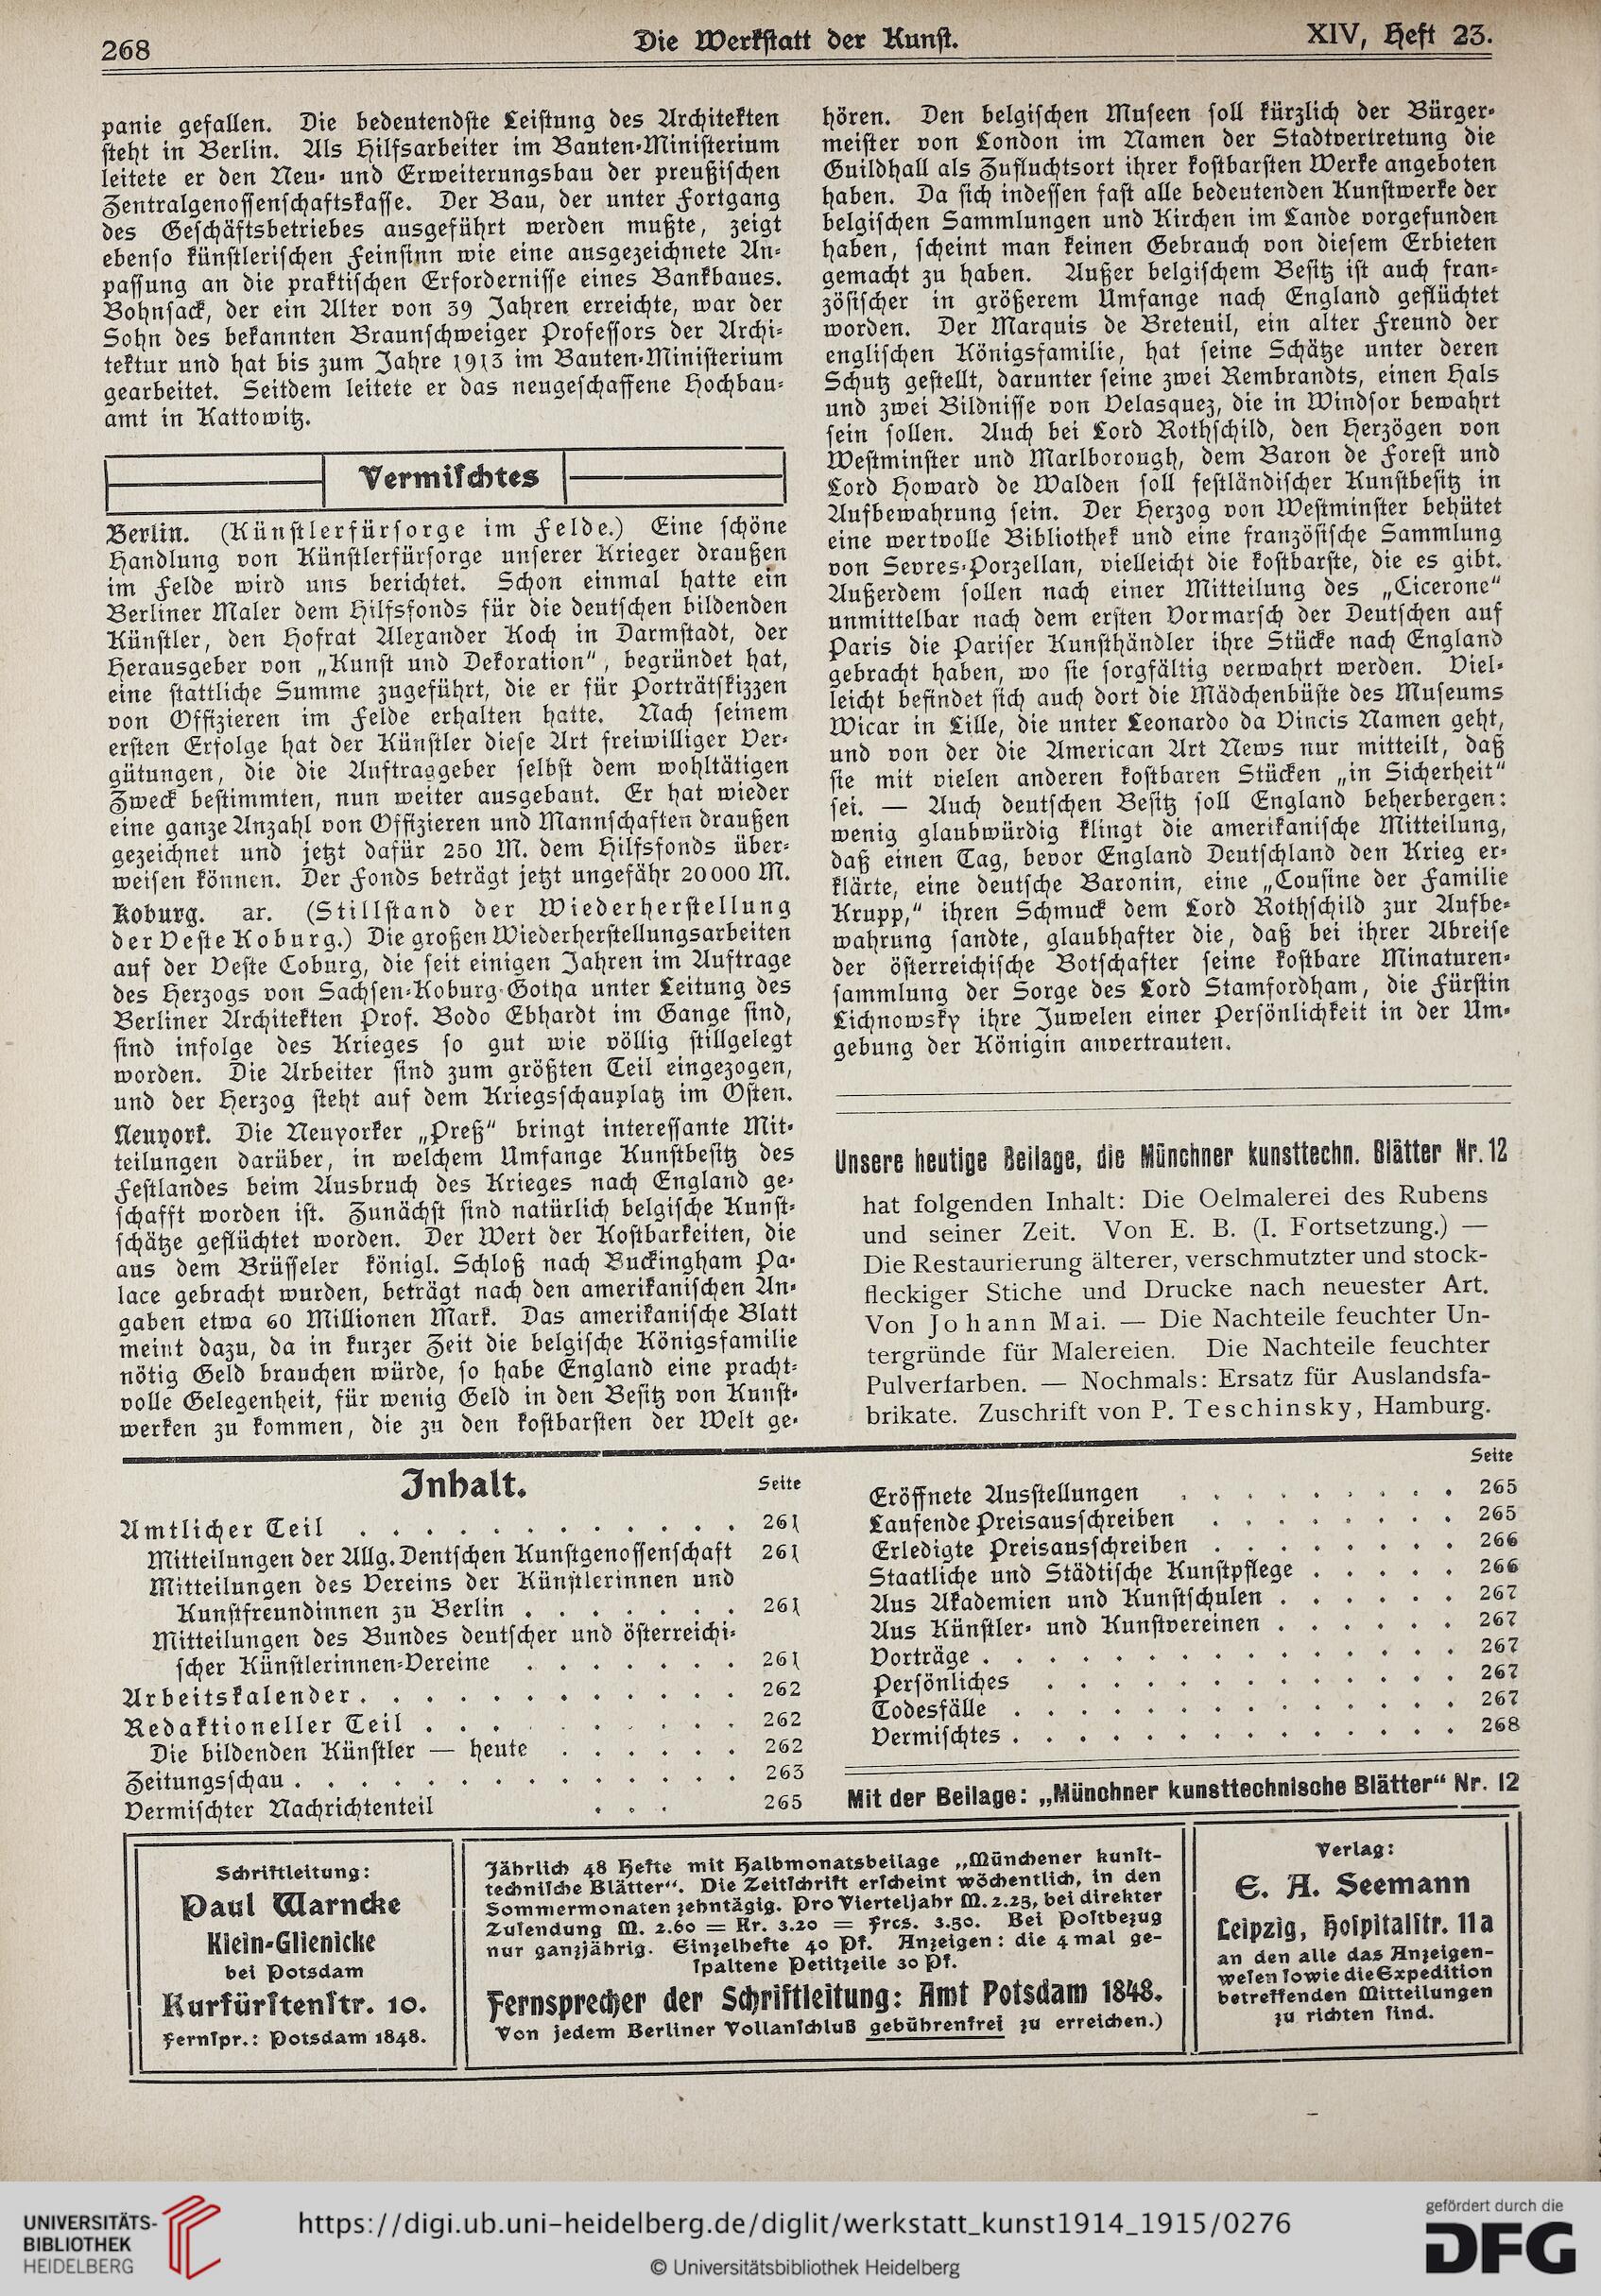 268
Die Werkstatt der Kunst.
XIV, Heft 23.
panie gefallen. Die bedeutendste Leistung des Architekten
steht in Berlin. Als Hilfsarbeiter im Bauten-Ministerium
leitete er den Neu- und Erweiterungsbau der preußischen
Zentralgenossenschaftskasse. Der Bau, der unter Fortgang
des Geschäftsbetriebes ausgeführt werden mußte, zeigt
ebenso künstlerischen Feinsinn wie eine ausgezeichnete An-
passung an die praktischen Erfordernisse eines Bankbaues.
Bohnsack, der ein Alter von 39 Jahren erreichte, war der
Sohn des bekannten Braunschweiger Professors der Archi-
tektur und hat bis zum Jahre 1913 im Bauten-Ministerium
gearbeitet. Seitdem leitete er das neugeschaffene Hochbau-
amt in Kattowitz.
Vermischtes
Berlin. (Künstlerfürsorge im Felde.) Eine schöne
Handlung von Künstlerfürsorge unserer Krieger draußen
im Felde wird uns berichtet. Schon einmal hatte ein
Berliner Maler dem Hilfsfonds für die deutschen bildenden
Künstler, den Hofrat Alexander Koch in Darmstadt, der
Herausgeber von „Kunst und Dekoration“, begründet hat,
eine stattliche Summe zugeführt, die er für Porträtskizzen
von Offizieren im Felde erhalten hatte. Nach seinem
ersten Erfolge hat der Künstler diese Art freiwilliger Ver-
gütungen, die die Auftraggeber selbst dem wohltätigen
Zweck bestimmten, nun weiter ausgebaut. Er hat wieder
eine ganze Anzahl von Offizieren und Mannschaften draußen
gezeichnet und jetzt dafür 250 M. dem Hilfsfonds über-
weisen können. Der Fonds beträgt jetzt ungefähr 20000 M.
Koburg. ar. (Stillstand der Wiederherstellung
der Veste Koburg.) Die großen Wiederherstellungsarbeiten
auf der Veste Coburg, die seit einigen Jahren im Auftrage
des Herzogs von Sachsen-Koburg-Gotha unter Leitung des
Berliner Architekten Prof. Bodo Ebhardt im Gange sind,
sind infolge des Krieges so gut wie völlig stillgelegt
worden. Die Arbeiter sind zum größten Teil eingezogen,
und der Herzog steht auf dem Kriegsschauplatz im Osten.
Neuyork. Die Neuyorker „Preß“ bringt interessante Mit-
teilungen darüber, in welchem Umfange Kunstbesitz des
Festlandes beim Ausbruch des Krieges nach England ge-
schafft worden ist. Zunächst sind natürlich belgische Kunst-
schätze geflüchtet worden. Der Wert der Kostbarkeiten, die
aus dem Brüsseler königl. Schloß nach Buckingham Pa-
lace gebracht wurden, beträgt nach den amerikanischen An-
gaben etwa 60 Millionen Mark. Das amerikanische Blatt
meint dazu, da in kurzer Zeit die belgische Königsfamilie
nötig Geld brauchen würde, so habe England eine pracht-
volle Gelegenheit, für wenig Geld in den Besitz von Kunst-
werken zu kommen, die zu den kostbarsten der Welt ge-
hören. Den belgischen Museen soll kürzlich der Bürger-
meister von London im Namen der Stadtvertretung die
Guildhall als Zufluchtsort ihrer kostbarsten Werke angeboten
haben. Da sich indessen fast alle bedeutenden Kunstwerke der
belgischen Sammlungen und Kirchen im Lande vorgefunden
haben, scheint man keinen Gebrauch von diesem Erbieten
gemacht zu haben. Außer belgischem Besitz ist auch fran-
zösischer in größerem Umfange nach England geflüchtet
worden. Der Marquis de Breteuil, ein alter Freund der
englischen Königsfamilie, hat seine Schätze unter deren
Schutz gestellt, darunter seine zwei Rembrandts, einen Hals
und zwei Bildnisse von Velasquez, die in Windsor bewahrt
sein sollen. Auch bei Lord Rothschild, den Herzögen von
Westminster und Marlborough, dem Baron de Forest und
Lord Howard de Walden soll festländischer Kunstbesitz in
Aufbewahrung sein. Der Herzog von Westminster behütet
eine wertvolle Bibliothek und eine französische Sammlung
von Sevres-Porzellan, vielleicht die kostbarste, die es gibt.
Außerdem sollen nach einer Mitteilung des „Cicerone“
unmittelbar nach dem ersten Vormarsch der Deutschen auf
Paris die Pariser Kunsthändler ihre Stücke nach England
gebracht haben, wo sie sorgfältig verwahrt werden. Viel-
leicht befindet sich auch dort die Mädchenbüste des Museums
Wicar in Lille, die unter Leonardo da Vincis Namen geht,
und von der die American Art News nur mitteilt, daß
sie mit vielen anderen kostbaren Stücken „in Sicherheit“
sei. — Auch deutschen Besitz soll England beherbergen:
wenig glaubwürdig klingt die amerikanische Mitteilung,
daß einen Tag, bevor England Deutschland den Krieg er-
klärte, eine deutsche Baronin, eine „Cousine der Familie
Krupp,“ ihren Schmuck dem Lord Rothschild zur Aufbe-
wahrung sandte, glaubhafter die, daß bei ihrer Abreise
der österreichische Botschafter seine kostbare Minaturen-
sammlung der Sorge des Lord Stamfordham, die Fürstin
Lichnowsky ihre Juwelen einer Persönlichkeit in der Um-
gebung der Königin anvertrauten.
Unsere heutige Beilage, die Münchner kunsttechn. Blätter Nr. 12
hat folgenden Inhalt: Die Oelmalerei des Rubens
und seiner Zeit. Von E. B. (I. Fortsetzung.) —
Die Restaurierung älterer, verschmutzter und stock-
fleckiger Stiche und Drucke nach neuester Art.
Von Johann Mai. — Die Nachteile feuchter Un-
tergründe für Malereien. Die Nachteile feuchter
Pulverfarben. — Nochmals: Ersatz für Auslandsfa-
brikate. Zuschrift von P. Teschinsky, Hamburg.
Inhalt. Seite
Amtlicher Teil . . . . . . . . . . . . 261
Mitteilungen der Allg. Dentschen Kunstgenossenschaft 261
Mitteilungen des Vereins der Künstlerinnen und
Kunstfreundinnen zu Berlin . . . . . . . 261
Mitteilungen des Bundes deutscher und österreichi-
scher Künstlerinnen-Vereine . . . . . . . 261
Arbeitskalender . . . . . . . . . . . . 262
Redaktioneller Teil . . . . . . . . . . 262
Die bildenden Künstler — heute . . . . . . 262
Zeitungsschau . . . . . . . . . . . . . 263
Vermischter Nachrichtenteil . . . 265
Seite
Eröffnete Ausstellungen . . . . . . . . . 265
Laufende Preisausschreiben . . . . . . . . 265
Erledigte Preisausschreiben . . . . . . . . 266
Staatliche und Städtische Kunstpflege . . . . . 266
Aus Akademien und Kunstschulen . . . . . . 267
Aus Künstler- und Kunstvereinen . . . . . . 267
Vorträge . . . . . . . . . . . . . . . 267
Persönliches . . . . . . . . . . . . . 267
Todesfälle . . . . . . . . . . . . . . 267
Vermischtes . . . . . . . . . . . . . . 268
Mit der Beilage: „Münchner kunsttechnische Blätter“ Nr. 12
Schriftleitung:
Paul Warncke
Klein-Glienicke
bei Potsdam
Kurfürstenstr. 10.
Fernspr.: Potsdam 1848.
Jährlich 48 Hefte mit Halbmonatsbeilage „Münchener kunst-
technische Blätter“. Die Zeitschrift erscheint wöchentlich, in den
Sommermonaten zehntägig. Pro Vierteljahr M. 2.25, bei direkter
Zusendung M. 2.60 = Kr. 3.20 = Frcs. 3.50. Bei Postbezug
nur ganzjährig. Einzelhefte 40 Pf. Anzeigen: die 4 mal ge-
spaltene Petitzeile 30 Pf.
Fernsprecher der Schriftleitung: Amt Potsdam 1848.
Von jedem Berliner Vollanschluß gebührenfrei zu erreichen.)
Verlag:
E. A. Seemann
Leipzig, Hospitalstr. 11a
an den alle das Anzeigen-
wesen sowie die Expedition
betreffenden Mitteilungen
zu richten sind.
UNIVERSITÄTS-
BIBLIOTHEK
HEIDELBERG
https://digi.ub.uni-heidelberg.de/diglit/werkstatt_kunst1914_1915/0276
© Universitätsbibliothek Heidelberg
gefördert durch die
DFG